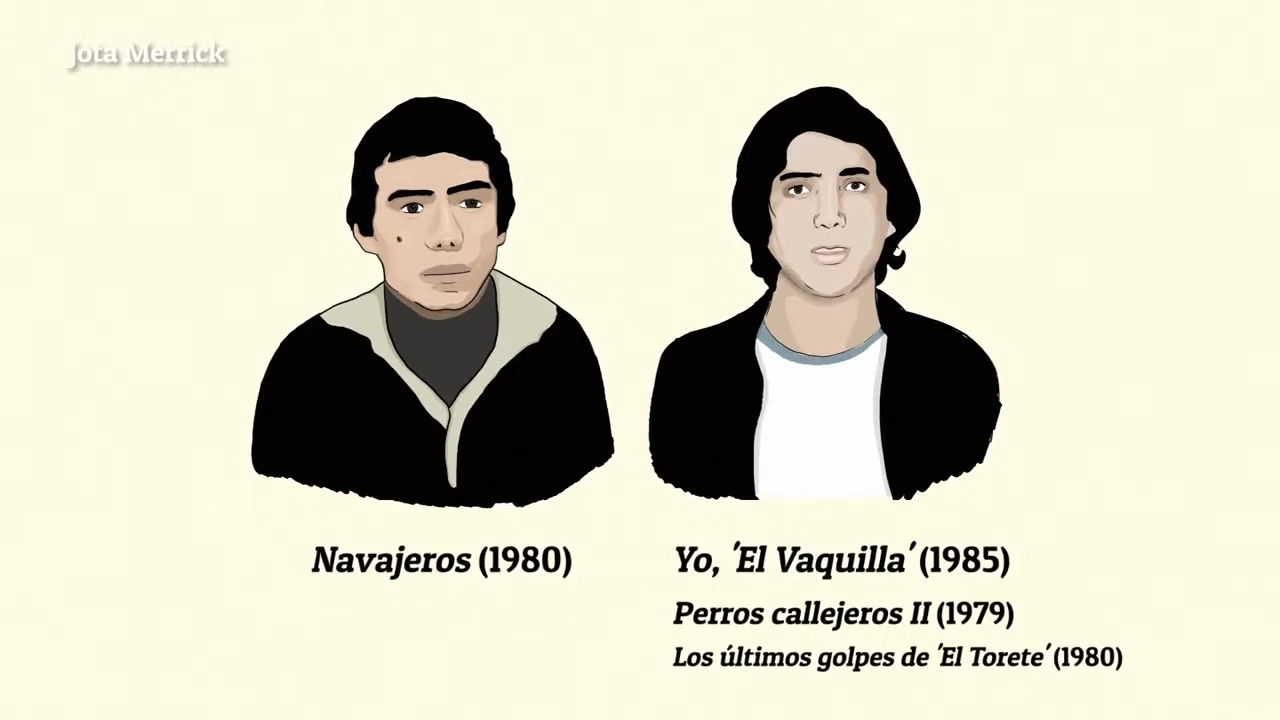 Jota Merrick
Navajeros (1980)
Yo, 'El Vaquilla' (1985)
Perros callejeros II (1979)
Los últimos golpes de 'El Torete' (1980)